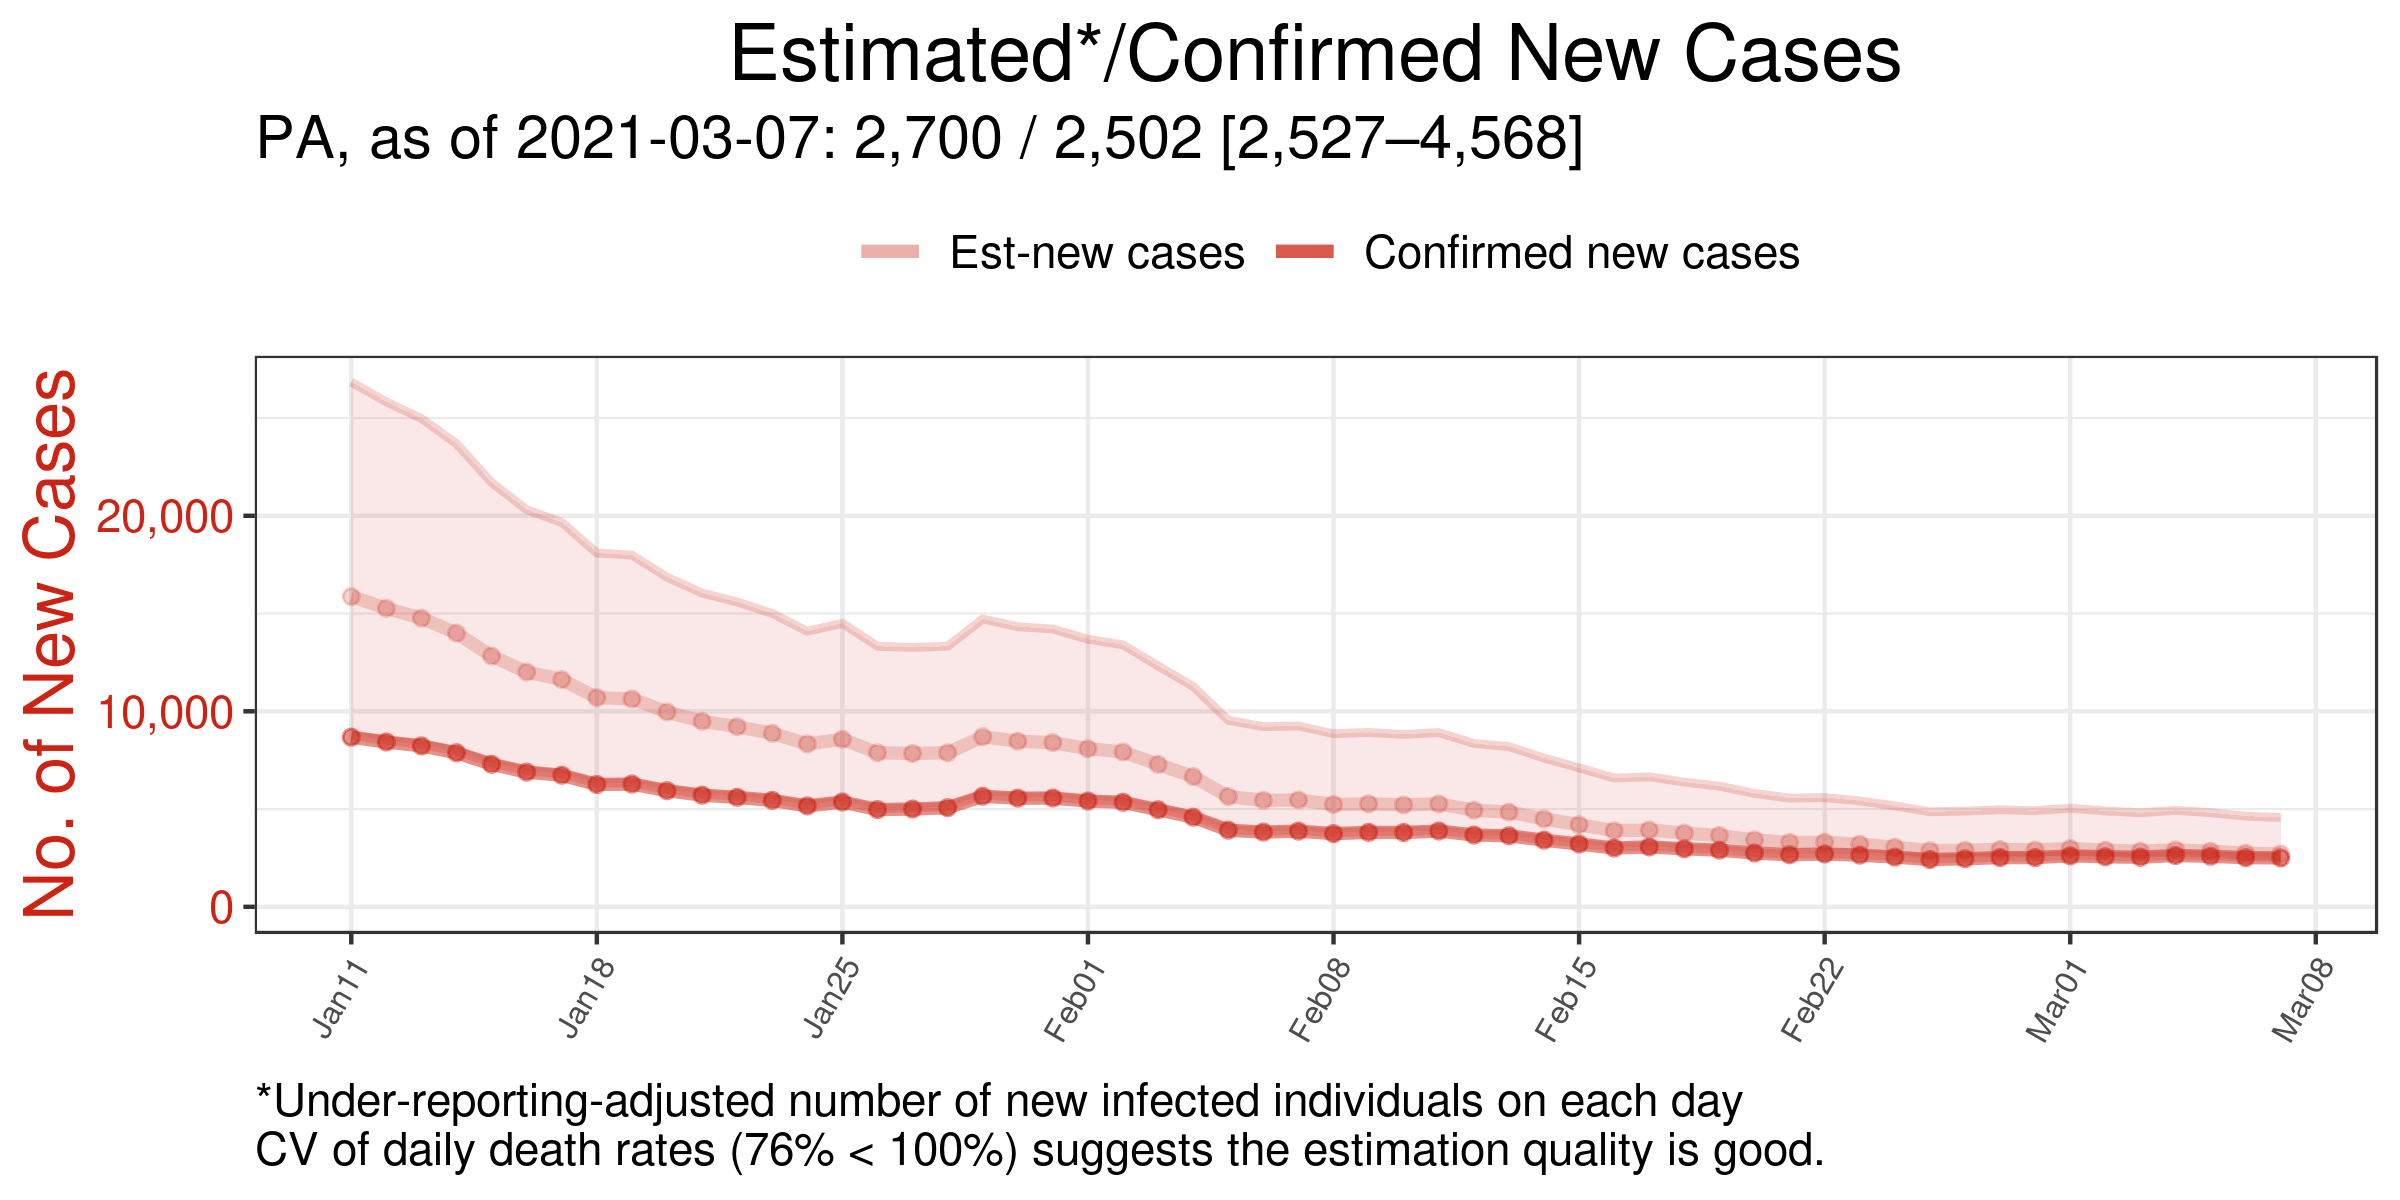 Estimated*/Confirmed New Cases
PA, as of 2021-03-07: 2,700 / 2,502 [2,527–4,568]
Est-new cases
Confirmed new cases
No. of New Cases
20,000
10,000
0
Jan11
Jan18
Jan25
Feb01
Feb08
Feb15
Feb22
Mar01
Mar08
*Under-reporting-adjusted number of new infected individuals on each day
CV of daily death rates (76% < 100%) suggests the estimation quality is good.